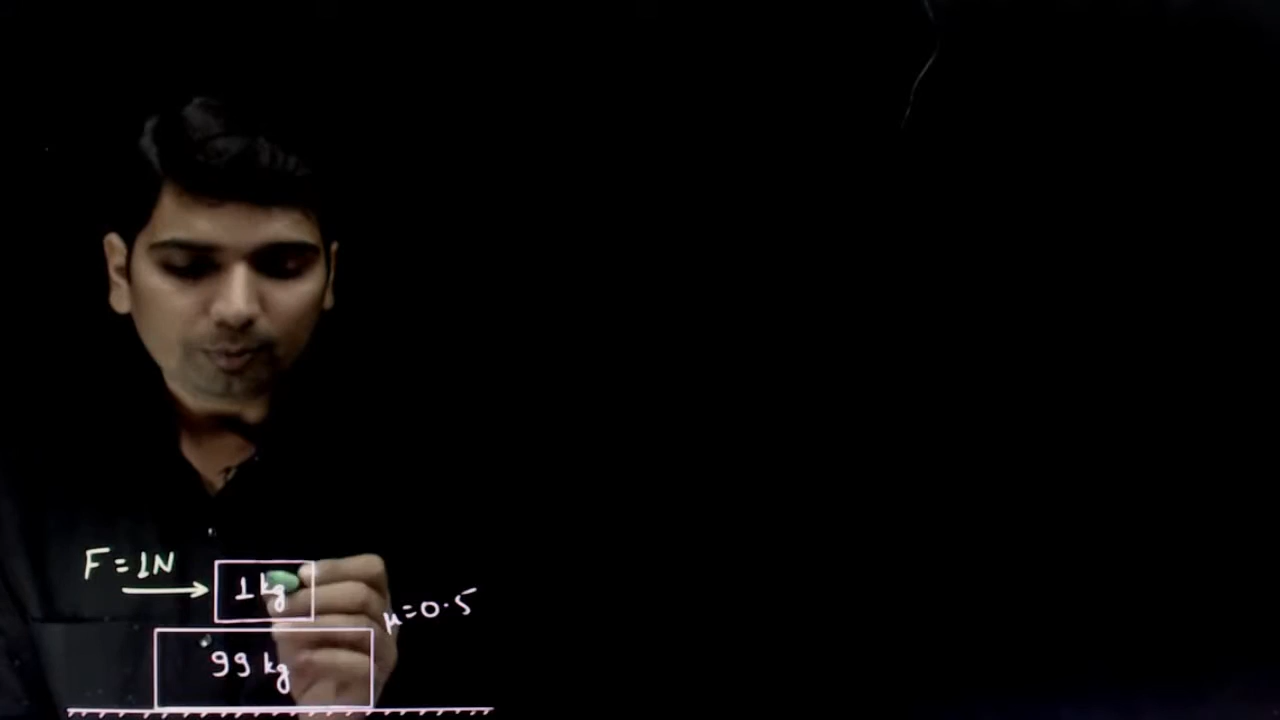 F = 1N
1 kg
μ = 0.5
99 kg